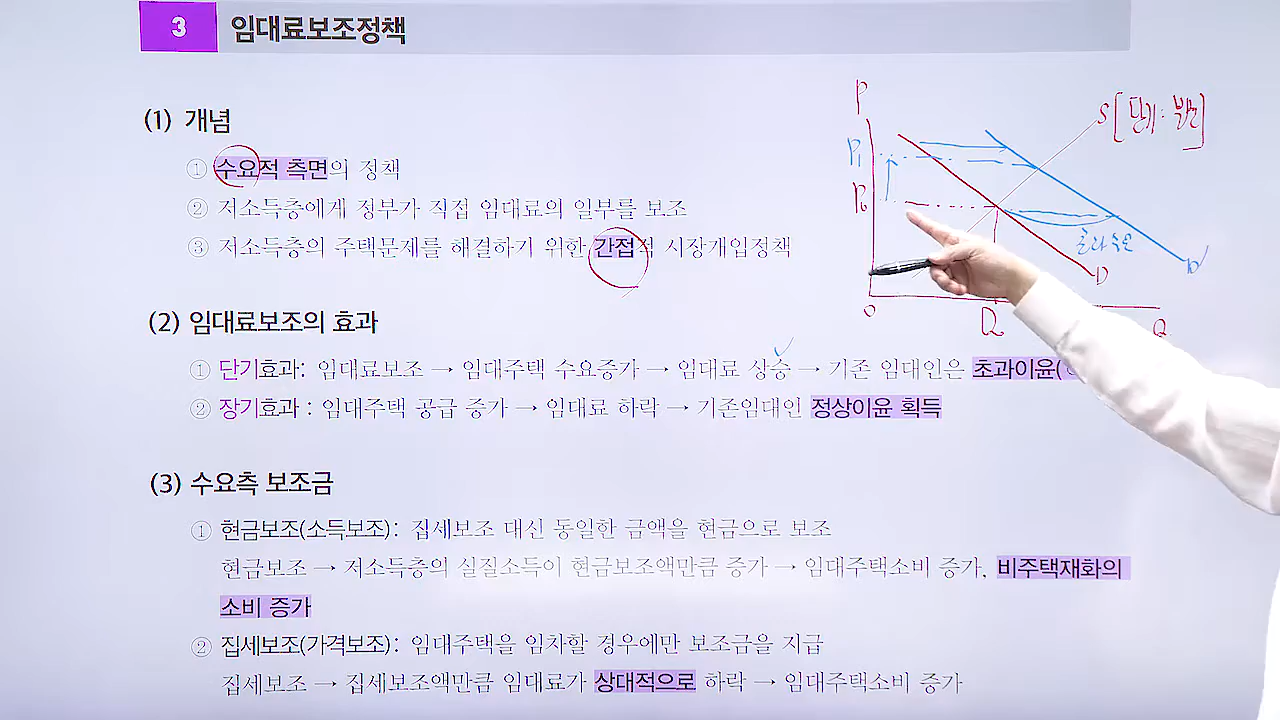 3 임대료보조정책
(1) 개념
① 수요적 측면의 정책
② 저소득층에게 정부가 직접 임대료의 일부를 보조
③ 저소득층의 주택문제를 해결하기 위한 간접적 시장개입정책
(2) 임대료보조의 효과
① 단기효과: 임대료보조 → 임대주택 수요증가 → 임대료 상승 → 기존 임대인은 초과이윤(
② 장기효과 : 임대주택 공급 증가 → 임대료 하락 → 기존임대인 정상이윤 획득
(3) 수요측 보조금
① 현금보조(소득보조): 집세보조 대신 동일한 금액을 현금으로 보조
현금보조 → 저소득층의 실질소득이 현금보조액만큼 증가 → 임대주택소비 증가, 비주택재화의
소비 증가
② 집세보조(가격보조): 임대주택을 임차할 경우에만 보조금을 지급
집세보조 → 집세보조액만큼 임대료가 상대적으로 하락 → 임대주택소비 증가
P
S [단기:
P₁
P₀
초과수요
D D'
0 Q